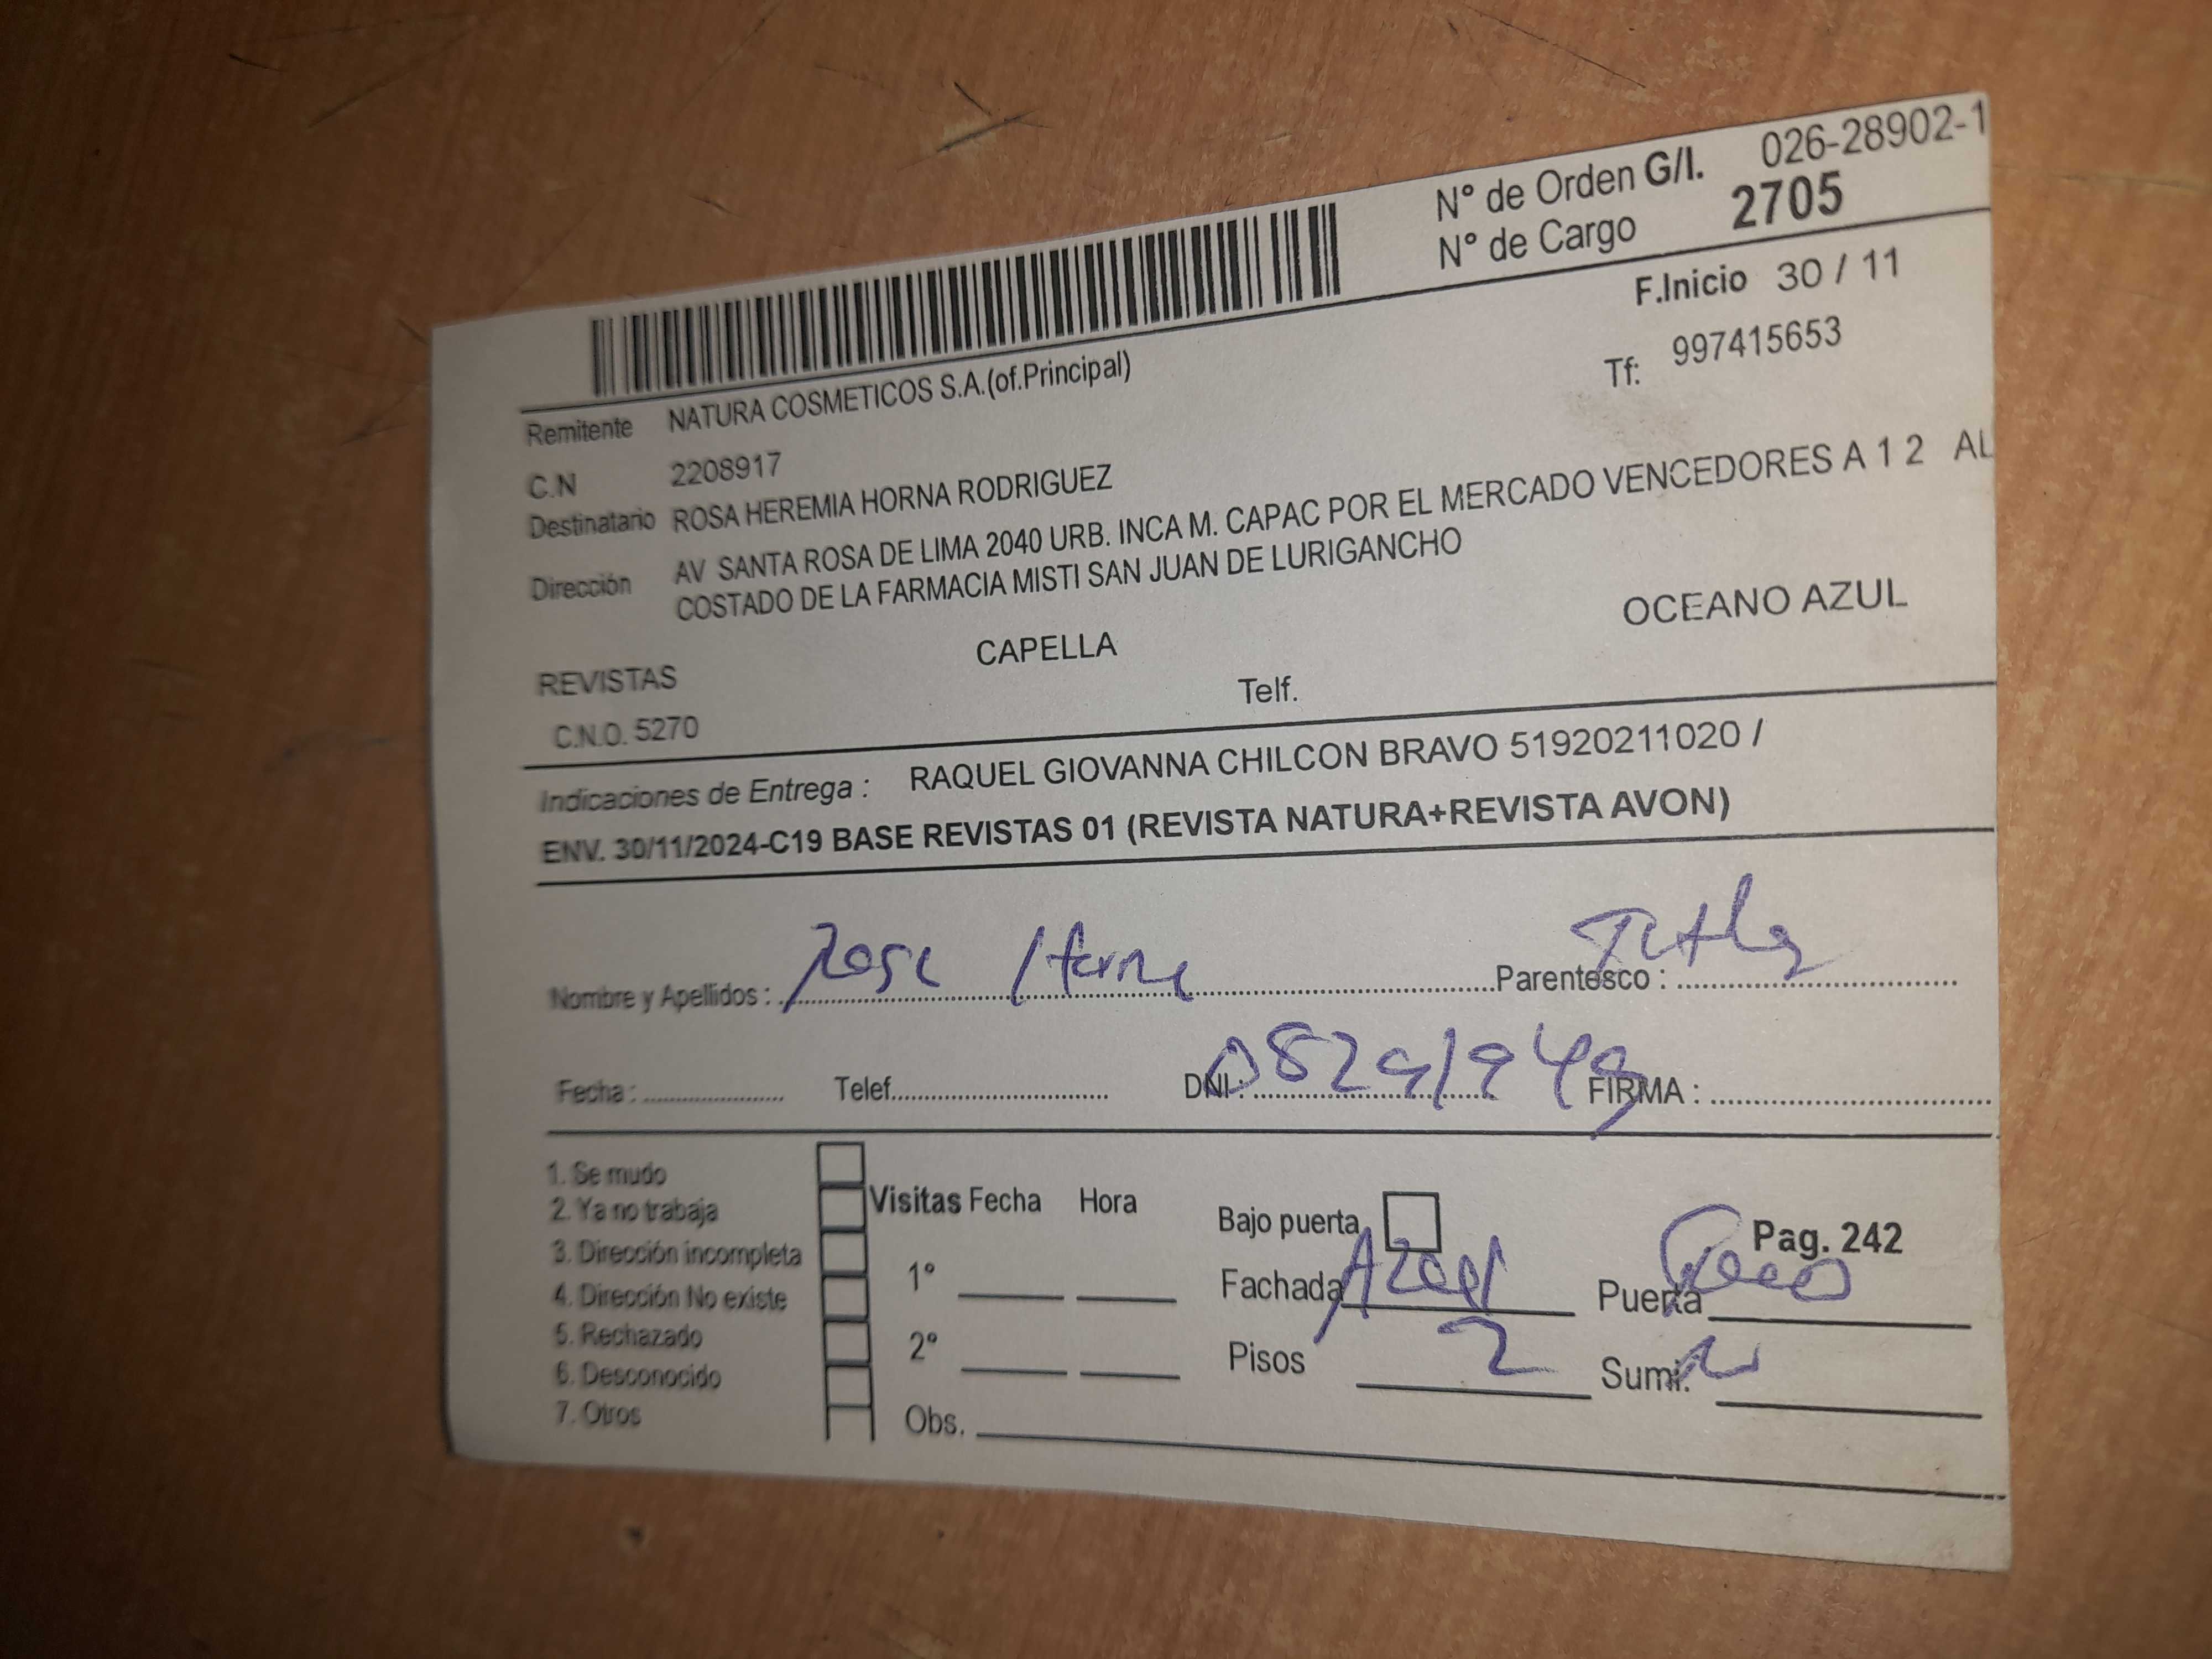 N° de Orden G/I. 026-28902-1
N° de Cargo 2705
F.Inicio 30 / 11
Remitente NATURA COSMETICOS S.A.(of.Principal) Tf: 997415653
C.N 2208917
Destinatario ROSA HEREMIA HORNA RODRIGUEZ
Dirección AV SANTA ROSA DE LIMA 2040 URB. INCA M. CAPAC POR EL MERCADO VENCEDORES A 1 2 AL
COSTADO DE LA FARMACIA MISTI SAN JUAN DE LURIGANCHO
REVISTAS CAPELLA OCEANO AZUL
C.N.O. 5270 Telf.
Indicaciones de Entrega : RAQUEL GIOVANNA CHILCON BRAVO 51920211020 /
ENV. 30/11/2024-C19 BASE REVISTAS 01 (REVISTA NATURA+REVISTA AVON)
Nombre y Apellidos : Rosa Horna Parentesco :
Fecha : Telef. DNI : FIRMA :
1. Se mudo
2. Ya no trabaja
3. Dirección incompleta
4. Dirección No existe
5. Rechazado
6. Desconocido
7. Otros
Visitas Fecha Hora
1°
2°
Obs.
Bajo puerta Pag. 242
Fachada Azul Puerta
Pisos 2 Sumi.